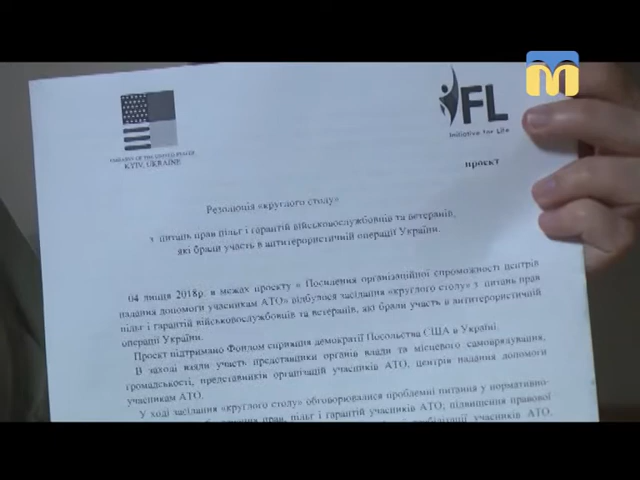 EMBASSY OF THE UNITED STATES
KYIV, UKRAINE
IFL
Initiative for Life
проєкт
Резолюція «круглого столу»
з питань прав пільг і гарантій військовослужбовців та ветеранів,
які брали участь в антитерористичній операції України.
04 липня 2018р. в межах проекту « Посилення організаційної спроможності центрів
надання допомоги учасникам АТО» відбулося засідання «круглого столу» з питань прав
пільг і гарантій військовослужбовців та ветеранів, які брали участь в антитерористичній
операції України.
Проєкт підтримано Фондом сприяння демократії Посольства США в Україні.
В заході взяли участь представники органів влади та місцевого самоврядування,
громадськості, представників організацій учасників АТО, центрів надання допомоги
учасникам АТО.
У ході засідання «круглого столу» обговорювалися проблемні питання у нормативно-
прав, пільг і гарантій учасників АТО; підвищення правової
учасників АТО,